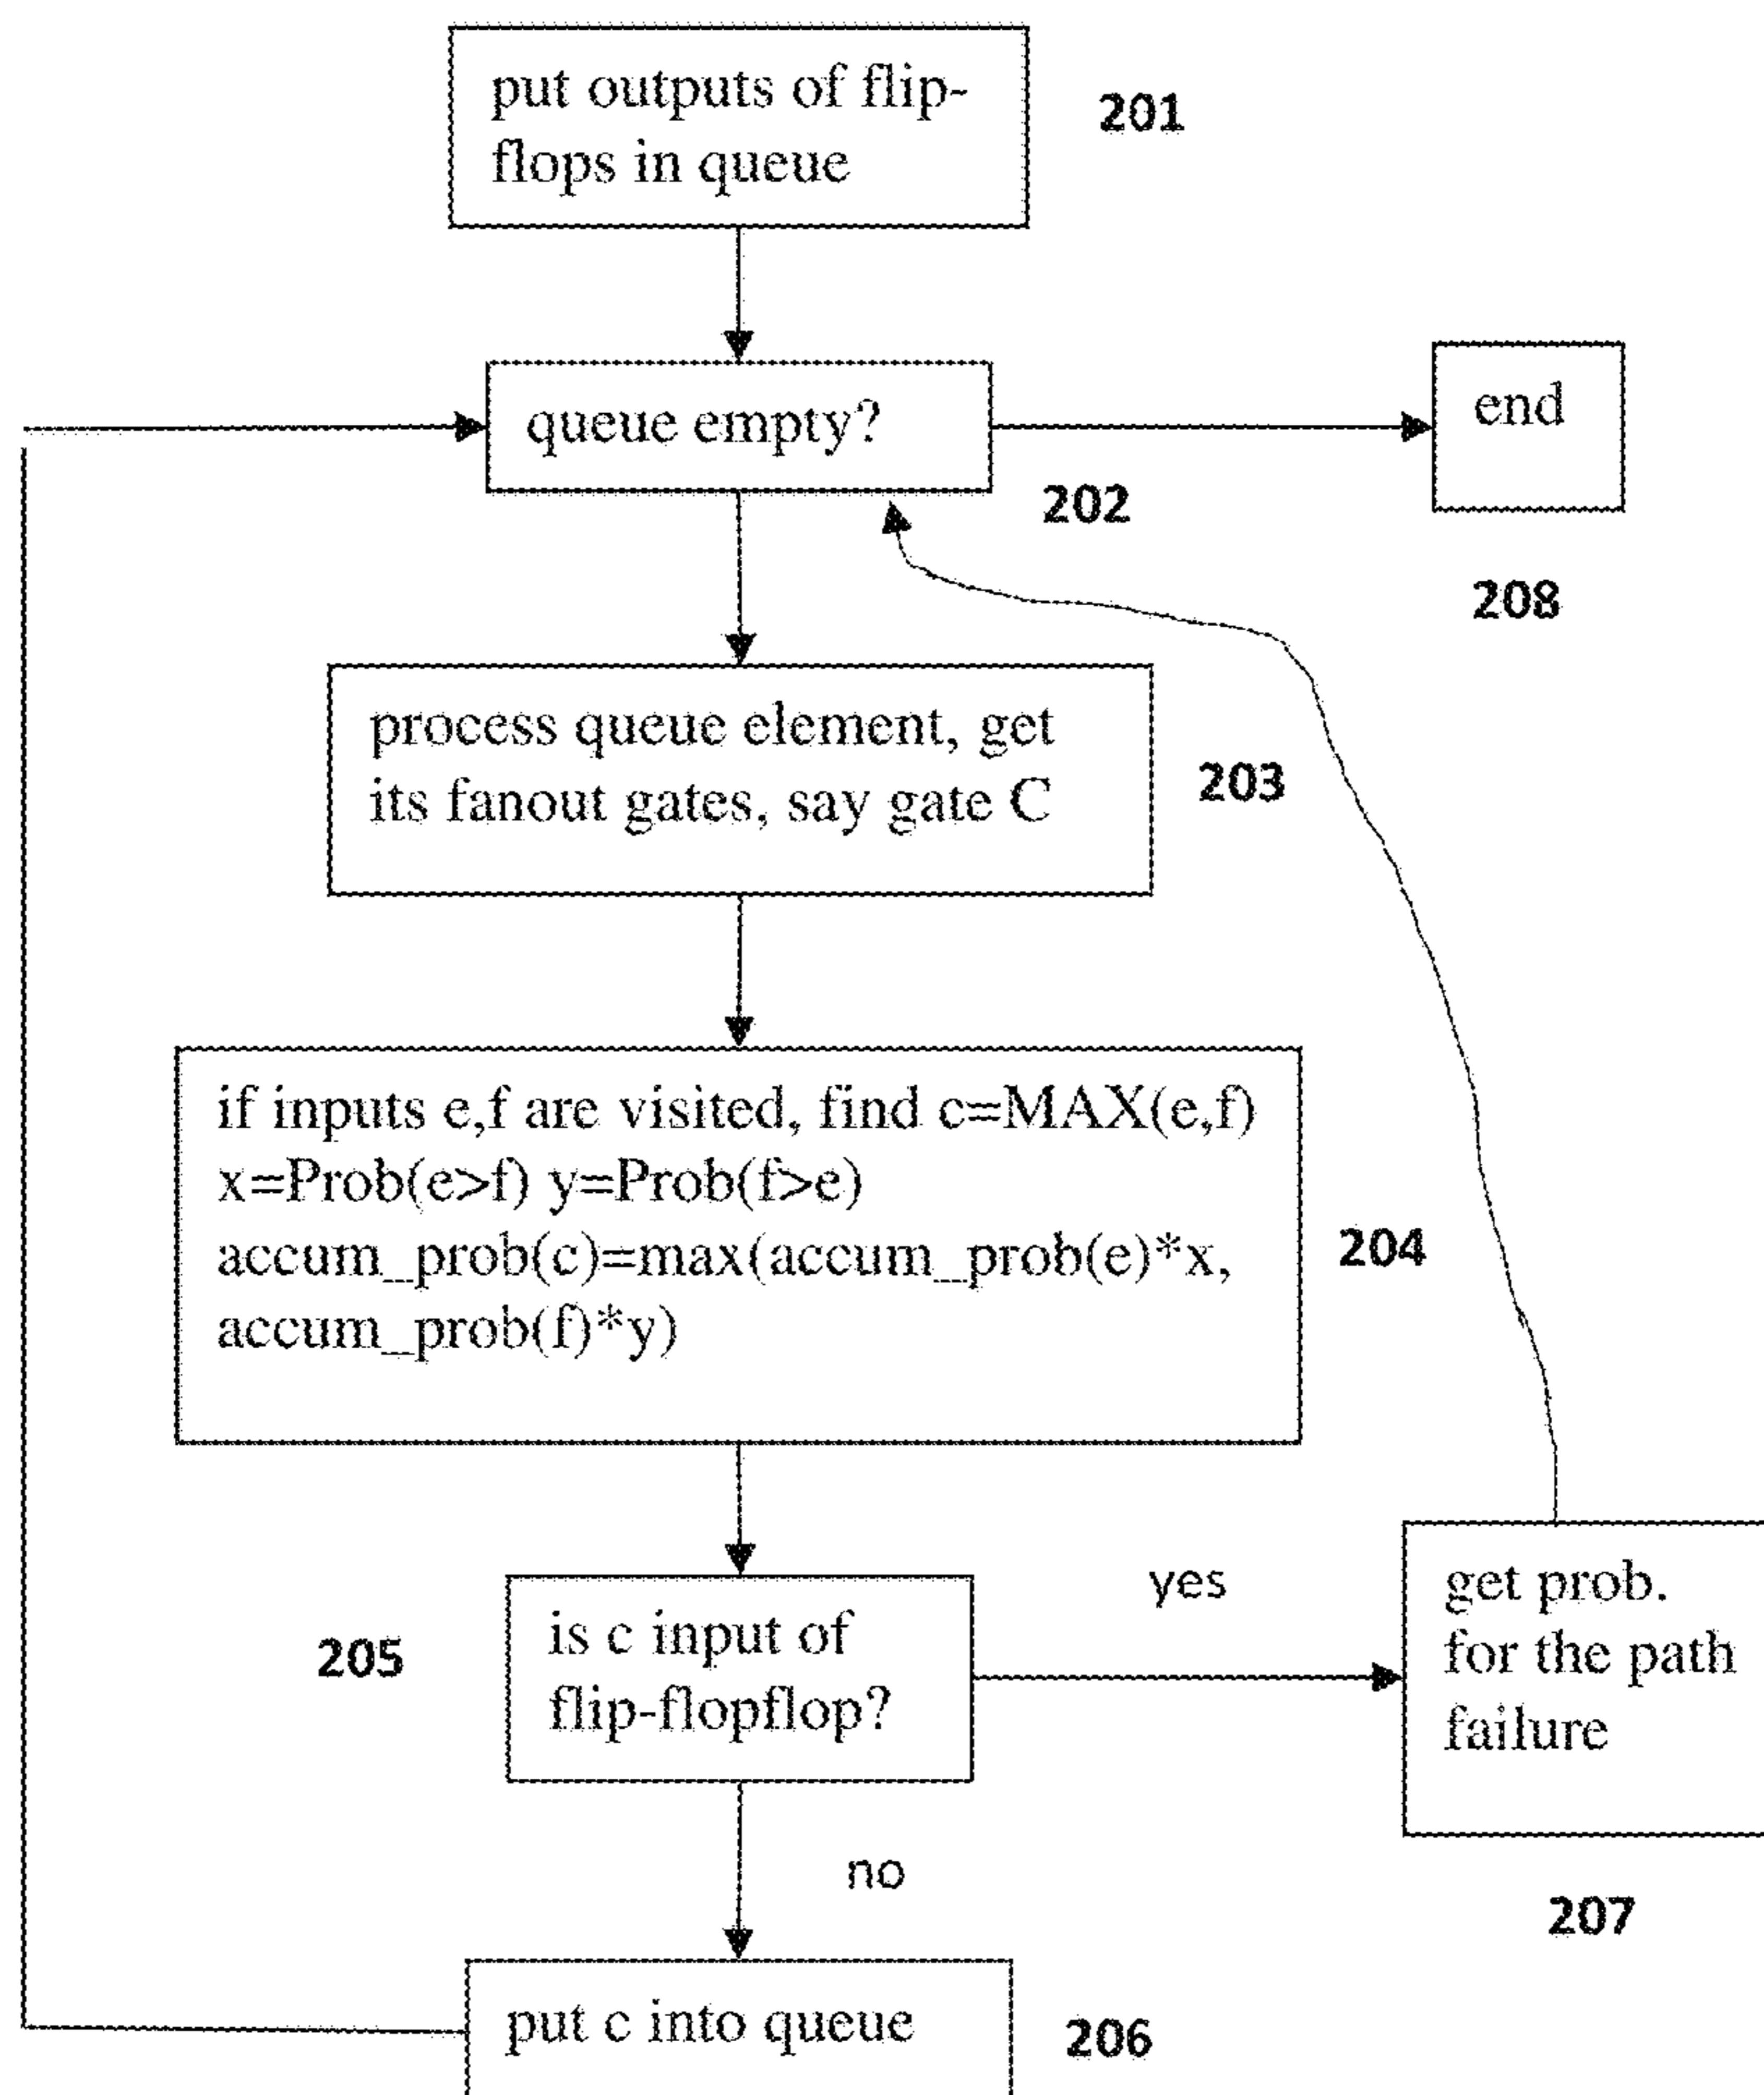 put outputs of flip-
flops in queue
201
queue empty?
end
202
208
process queue element, get
its fanout gates, say gate C
203
if inputs e,f are visited, find c=MAX(e,f)
x=Prob(e>f) y=Prob(f>e)
accum_prob(c)=max(accum_prob(e)*x,
accum_prob(f)*y)
204
is c input of
flip-flopflop?
205
yes
get prob.
for the path
failure
207
no
put c into queue
206